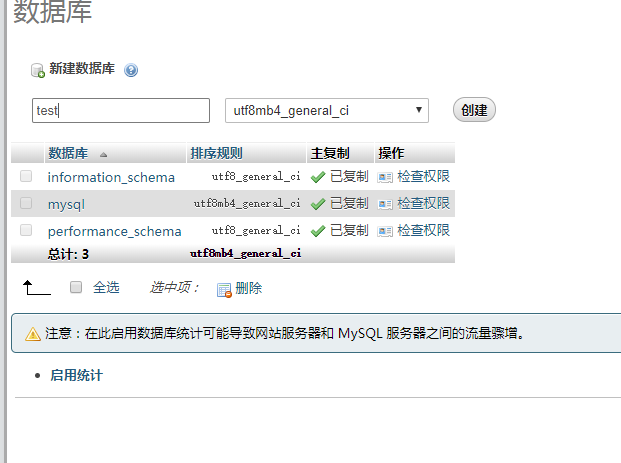 数据库
新建数据库
test utf8mb4_general_ci 创建
数据库 排序规则 主复制 操作
information_schema utf8_general_ci 已复制 检查权限
mysql utf8mb4_general_ci 已复制 检查权限
performance_schema utf8_general_ci 已复制 检查权限
总计: 3 utf8mb4_general_ci
全选 选中项： 删除
注意：在此启用数据库统计可能导致网站服务器和 MySQL 服务器之间的流量骤增。
启用统计